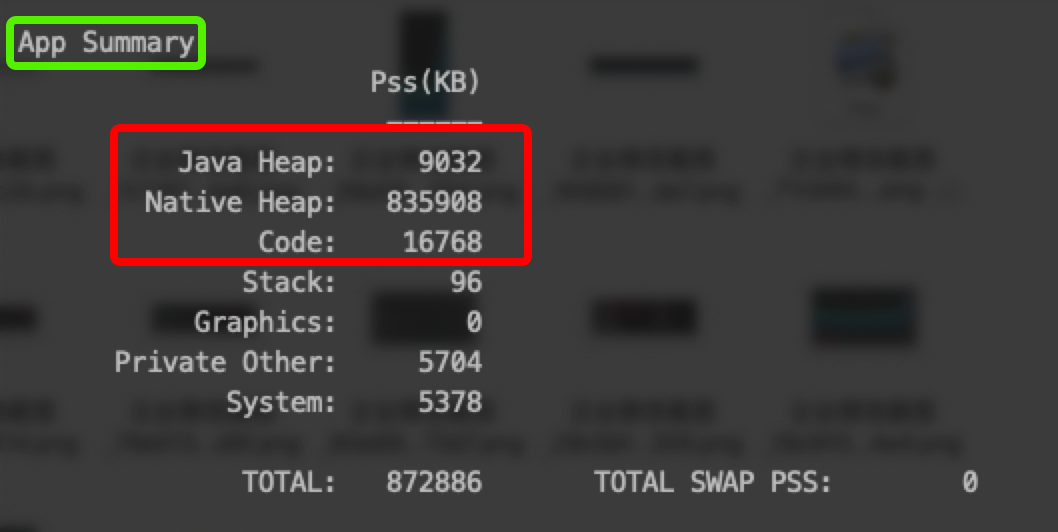 App Summary
Pss(KB)
------
Java Heap: 9032
Native Heap: 835908
Code: 16768
Stack: 96
Graphics: 0
Private Other: 5704
System: 5378
TOTAL: 872886 TOTAL SWAP PSS: 0